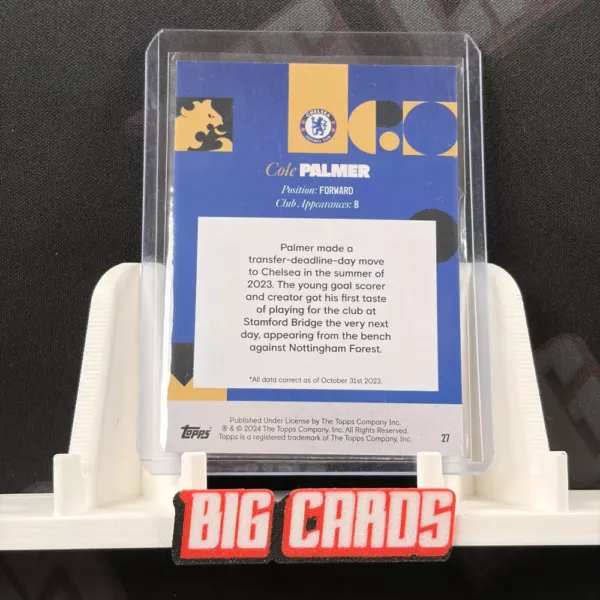 CHELSEA
Cole PALMER
Position: FORWARD
Club Appearances: 8
Palmer made a
transfer-deadline-day move
to Chelsea in the summer of
2023. The young goal scorer
and creator got his first taste
of playing for the club at
Stamford Bridge the very next
day, appearing from the bench
against Nottingham Forest.
*All data correct as of October 31st 2023.
Published Under License by The Topps Company Inc.
® & © 2024 The Topps Company, Inc. All Rights Reserved.
Topps is a registered trademark of The Topps Company, Inc.
TOPPS
27
BIG CARDS